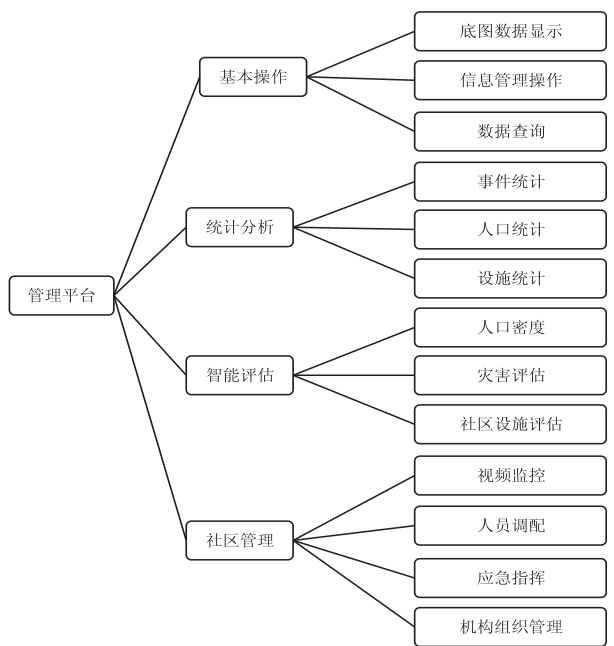 管理平台
基本操作
底图数据显示
信息管理操作
数据查询
统计分析
事件统计
人口统计
设施统计
智能评估
人口密度
灾害评估
社区设施评估
社区管理
视频监控
人员调配
应急指挥
机构组织管理